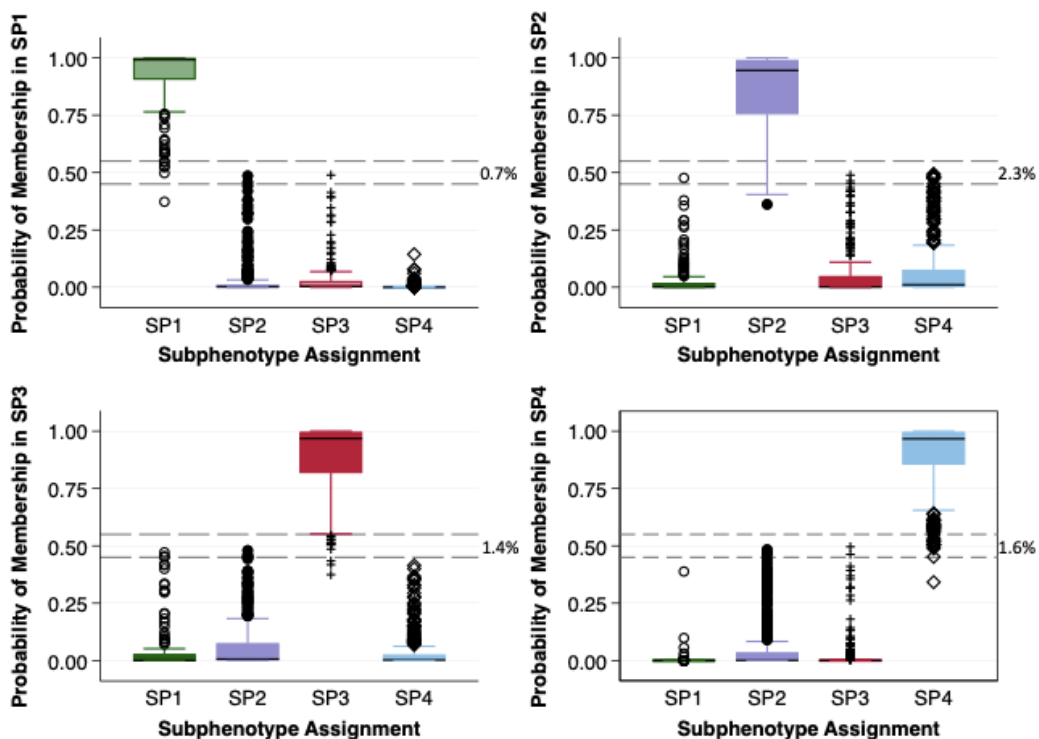 Probability of Membership in SP1
1.00
0.75
0.50
0.25
0.00
0.7%
SP1 SP2 SP3 SP4
Subphenotype Assignment
Probability of Membership in SP2
1.00
0.75
0.50
0.25
0.00
2.3%
SP1 SP2 SP3 SP4
Subphenotype Assignment
Probability of Membership in SP3
1.00
0.75
0.50
0.25
0.00
1.4%
SP1 SP2 SP3 SP4
Subphenotype Assignment
Probability of Membership in SP4
1.00
0.75
0.50
0.25
0.00
1.6%
SP1 SP2 SP3 SP4
Subphenotype Assignment